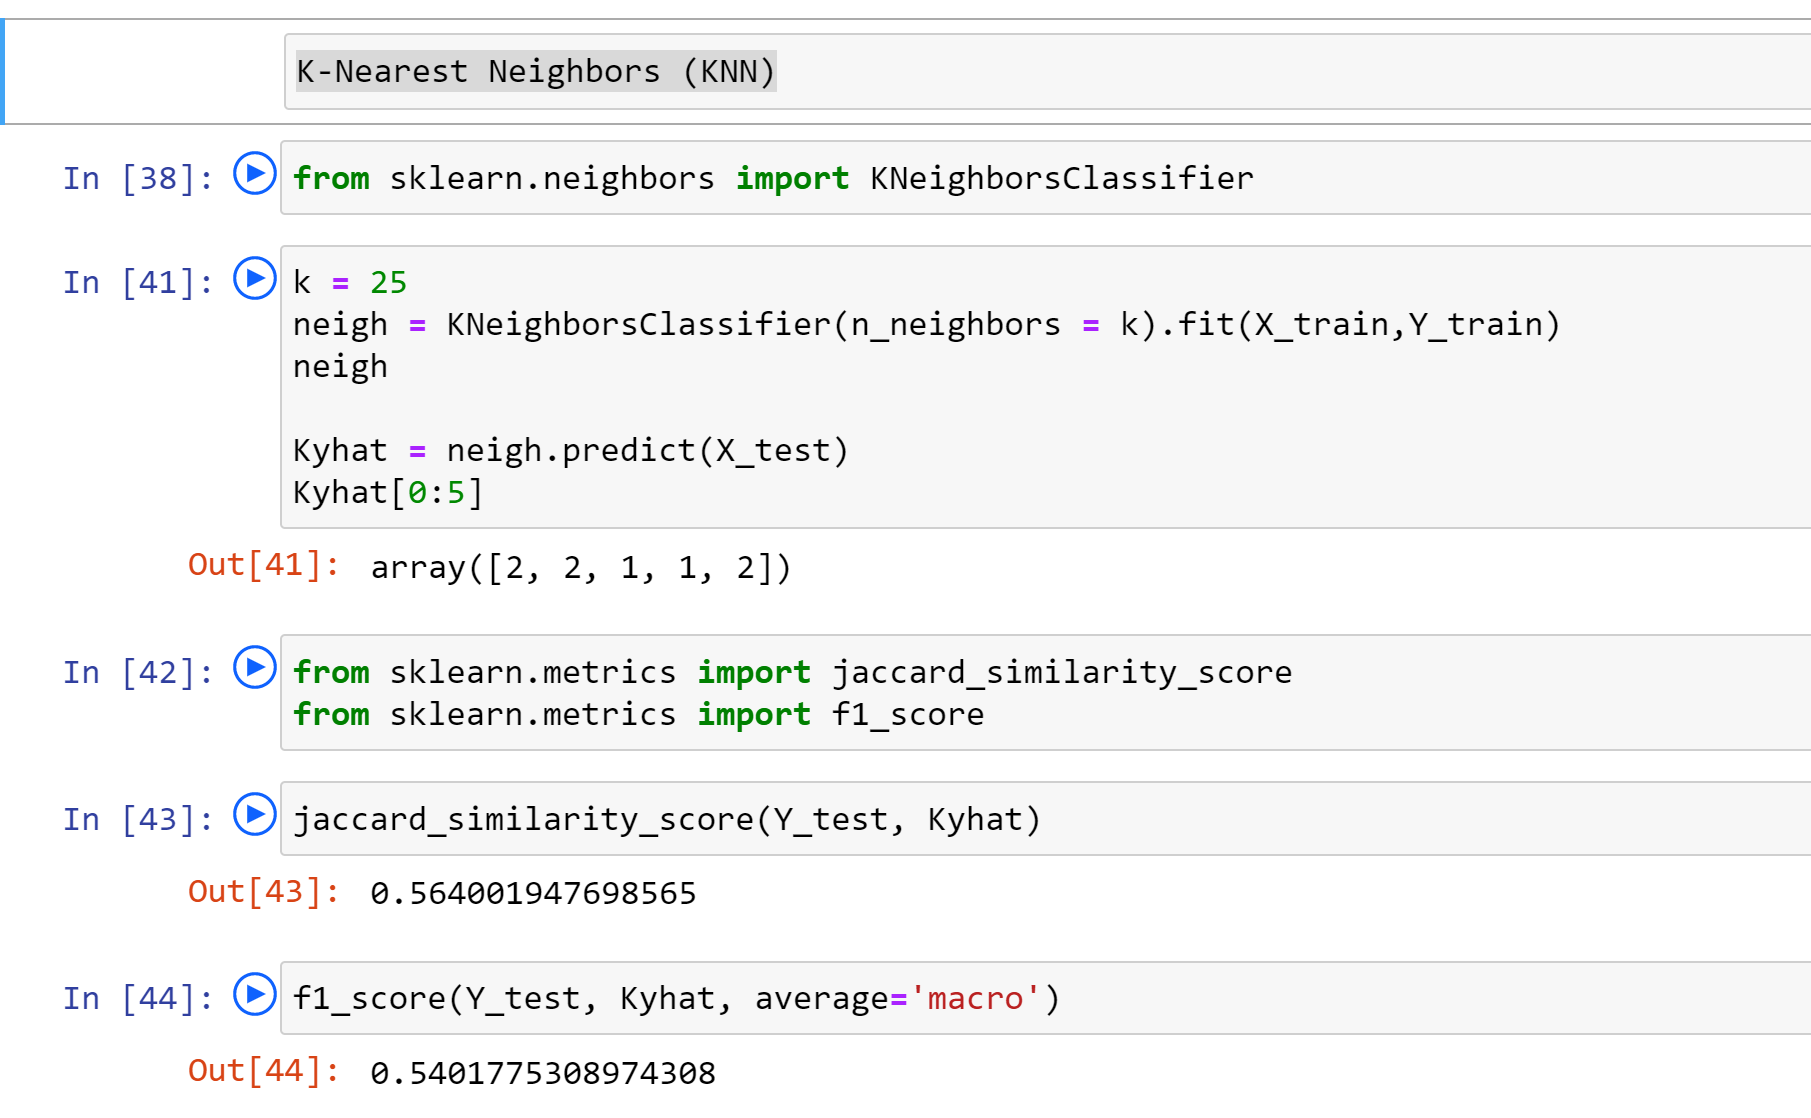 K-Nearest Neighbors (KNN)
In [38]: from sklearn.neighbors import KNeighborsClassifier
In [41]: k = 25
neigh = KNeighborsClassifier(n_neighbors = k).fit(X_train,Y_train)
neigh
Kyhat = neigh.predict(X_test)
Kyhat[0:5]
Out[41]: array([2, 2, 1, 1, 2])
In [42]: from sklearn.metrics import jaccard_similarity_score
from sklearn.metrics import f1_score
In [43]: jaccard_similarity_score(Y_test, Kyhat)
Out[43]: 0.564001947698565
In [44]: f1_score(Y_test, Kyhat, average='macro')
Out[44]: 0.5401775308974308